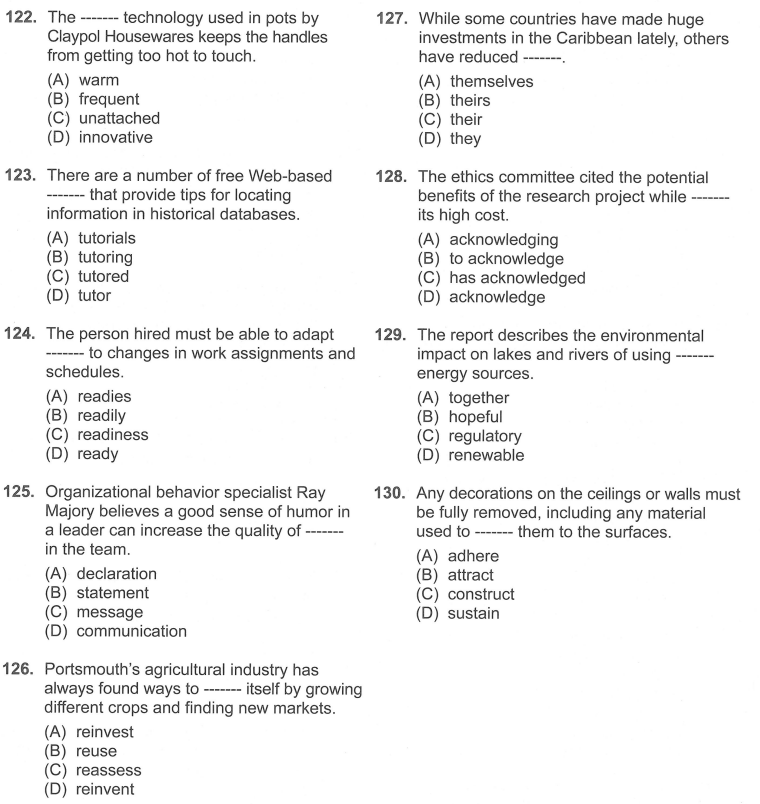 122. The ------- technology used in pots by
Claypol Housewares keeps the handles
from getting too hot to touch.
(A) warm
(B) frequent
(C) unattached
(D) innovative
123. There are a number of free Web-based
------- that provide tips for locating
information in historical databases.
(A) tutorials
(B) tutoring
(C) tutored
(D) tutor
124. The person hired must be able to adapt
------- to changes in work assignments and
schedules.
(A) readies
(B) readily
(C) readiness
(D) ready
125. Organizational behavior specialist Ray
Majory believes a good sense of humor in
a leader can increase the quality of -------
in the team.
(A) declaration
(B) statement
(C) message
(D) communication
126. Portsmouth's agricultural industry has
always found ways to ------- itself by growing
different crops and finding new markets.
(A) reinvest
(B) reuse
(C) reassess
(D) reinvent
127. While some countries have made huge
investments in the Caribbean lately, others
have reduced -------.
(A) themselves
(B) theirs
(C) their
(D) they
128. The ethics committee cited the potential
benefits of the research project while -------
its high cost.
(A) acknowledging
(B) to acknowledge
(C) has acknowledged
(D) acknowledge
129. The report describes the environmental
impact on lakes and rivers of using -------
energy sources.
(A) together
(B) hopeful
(C) regulatory
(D) renewable
130. Any decorations on the ceilings or walls must
be fully removed, including any material
used to ------- them to the surfaces.
(A) adhere
(B) attract
(C) construct
(D) sustain